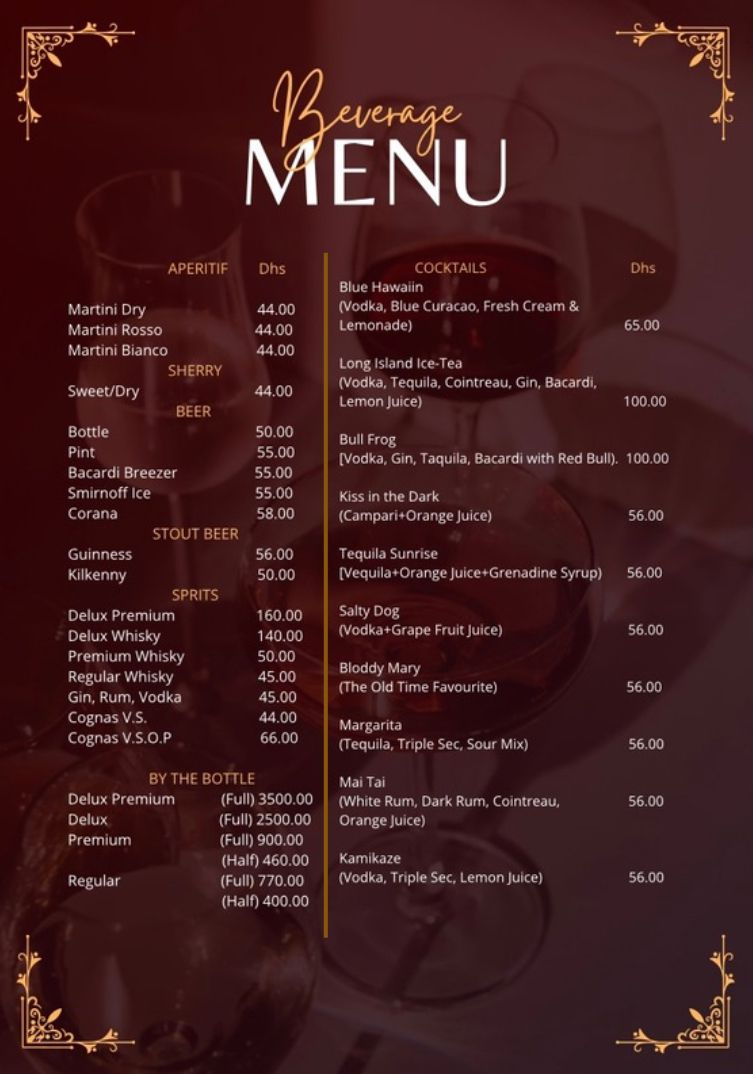 Beverage
MENU
APERITIF Dhs
Martini Dry 44.00
Martini Rosso 44.00
Martini Bianco 44.00
SHERRY
Sweet/Dry 44.00
BEER
Bottle 50.00
Pint 55.00
Bacardi Breezer 55.00
Smirnoff Ice 55.00
Corana 58.00
STOUT BEER
Guinness 56.00
Kilkenny 50.00
SPRITS
Delux Premium 160.00
Delux Whisky 140.00
Premium Whisky 50.00
Regular Whisky 45.00
Gin, Rum, Vodka 45.00
Cognas V.S. 44.00
Cognas V.S.O.P 66.00
BY THE BOTTLE
Delux Premium (Full) 3500.00
Delux (Full) 2500.00
Premium (Full) 900.00
(Half) 460.00
Regular (Full) 770.00
(Half) 400.00
COCKTAILS Dhs
Blue Hawaiin
(Vodka, Blue Curacao, Fresh Cream &
Lemonade) 65.00
Long Island Ice-Tea
(Vodka, Tequila, Cointreau, Gin, Bacardi,
Lemon Juice) 100.00
Bull Frog
[Vodka, Gin, Taquila, Bacardi with Red Bull). 100.00
Kiss in the Dark
(Campari+Orange Juice) 56.00
Tequila Sunrise
[Vequila+Orange Juice+Grenadine Syrup) 56.00
Salty Dog
(Vodka+Grape Fruit Juice) 56.00
Bloddy Mary
(The Old Time Favourite) 56.00
Margarita
(Tequila, Triple Sec, Sour Mix) 56.00
Mai Tai
(White Rum, Dark Rum, Cointreau, 56.00
Orange Juice)
Kamikaze
(Vodka, Triple Sec, Lemon Juice) 56.00